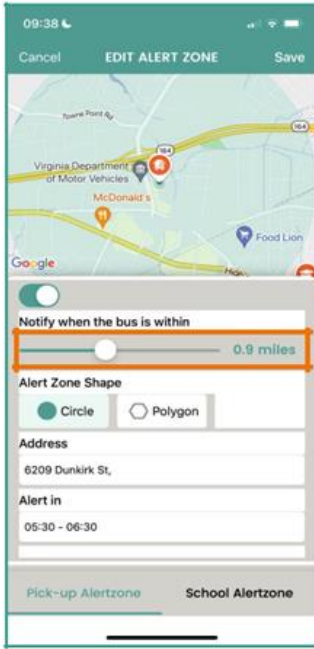 09:38
Cancel EDIT ALERT ZONE Save
Towne Point Rd
164
164
Virginia Department
of Motor Vehicles
McDonald's
Food Lion
Google
Notify when the bus is within
0.9 miles
Alert Zone Shape
Circle Polygon
Address
6209 Dunkirk St,
Alert in
05:30 - 06:30
Pick-up Alertzone School Alertzone